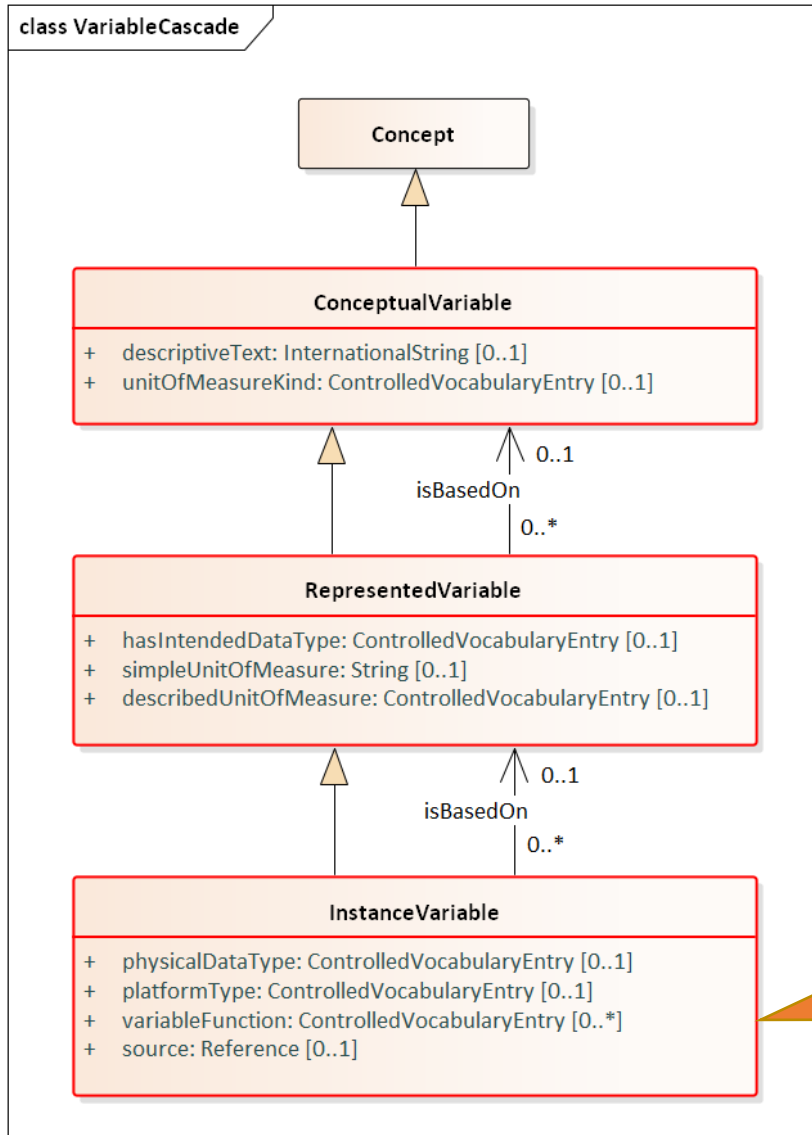 class VariableCascade
Concept
ConceptualVariable
+ descriptiveText: InternationalString [0..1]
+ unitOfMeasureKind: ControlledVocabularyEntry [0..1]
0..1
isBasedOn
0..*
RepresentedVariable
+ hasIntendedDataType: ControlledVocabularyEntry [0..1]
+ simpleUnitOfMeasure: String [0..1]
+ describedUnitOfMeasure: ControlledVocabularyEntry [0..1]
0..1
isBasedOn
0..*
InstanceVariable
+ physicalDataType: ControlledVocabularyEntry [0..1]
+ platformType: ControlledVocabularyEntry [0..1]
+ variableFunction: ControlledVocabularyEntry [0..*]
+ source: Reference [0..1]